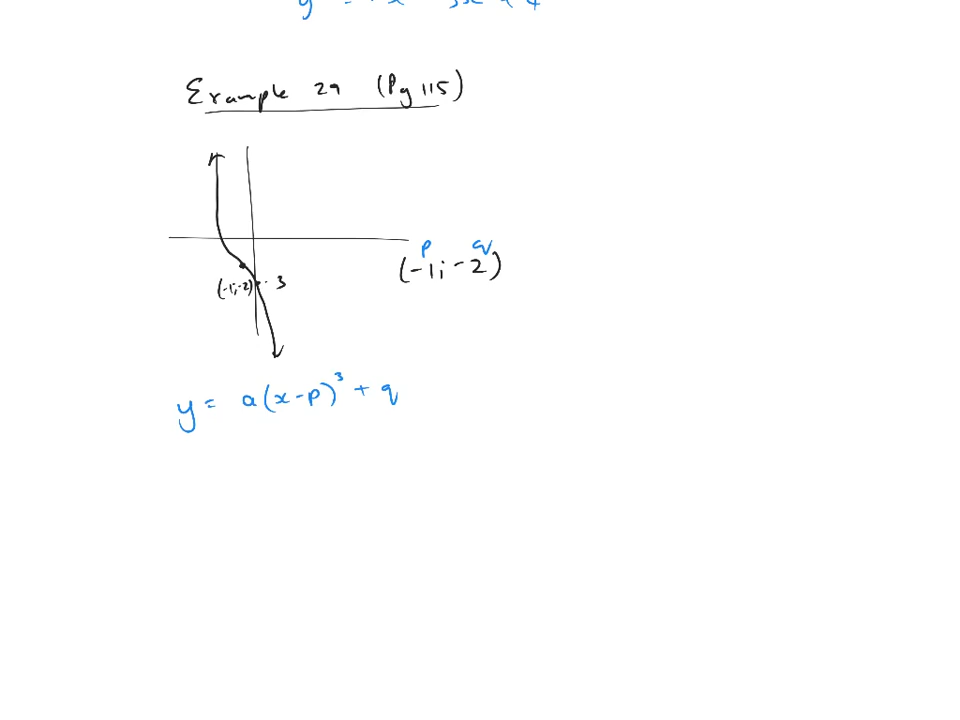 Example 29 (Pg 115)
p q
(-1; -2)
(-1;-2) -3
y = a(x-p)³ + q